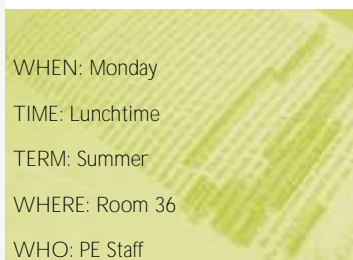 WHEN: Monday
TIME: Lunchtime
TERM: Summer
WHERE: Room 36
WHO: PE Staff